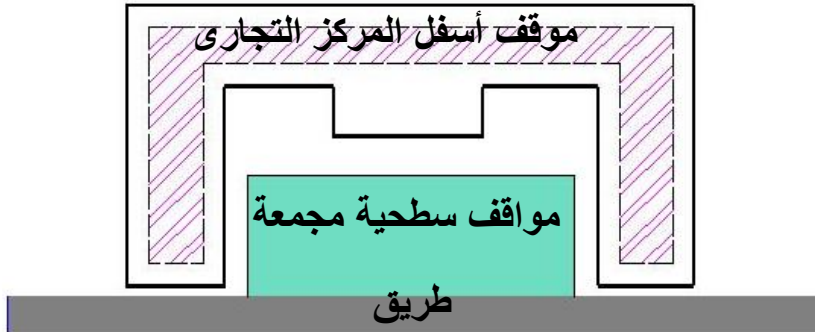 موقف أسفل المركز التجارى
مواقف سطحية مجمعة
طريق